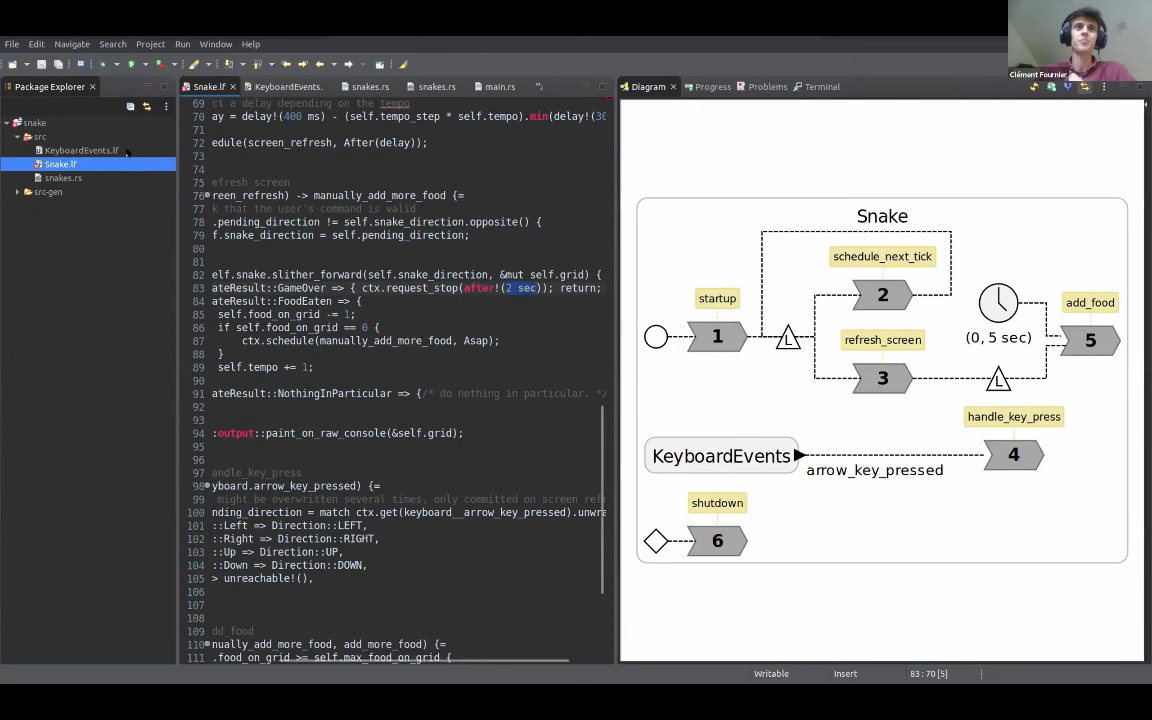 File Edit Navigate Search Project Run Window Help
Clément Fournier
Package Explorer
snake
src
KeyboardEvents.lf
Snake.lf
snakes.rs
src-gen
Snake.lf KeyboardEvents. snakes.rs snakes.rs main.rs
69 ct a delay depending on the tempo
70 ay = delay!(400 ms) - (self.tempo_step * self.tempo).min(delay!(30
71
72 edule(screen_refresh, After(delay));
73
74
75 efresh_screen
76 reen_refresh) -> manually_add_more_food {=
77 k that the user's command is valid
78 .pending_direction != self.snake_direction.opposite() {
79 f.snake_direction = self.pending_direction;
80
81
82 elf.snake.slither_forward(self.snake_direction, &mut self.grid) {
83 ateResult::GameOver => { ctx.request_stop(after!(2 sec)); return;
84 ateResult::FoodEaten => {
85 self.food_on_grid -= 1;
86 if self.food_on_grid == 0 {
87 ctx.schedule(manually_add_more_food, Asap);
88 }
89 self.tempo += 1;
90
91 ateResult::NothingInParticular => {/* do nothing in particular. */
92
93
94 :output::paint_on_raw_console(&self.grid);
95
96
97 andle_key_press
98 yboard.arrow_key_pressed) {=
99 might be overwritten several times, only committed on screen refr
100 nding_direction = match ctx.get(keyboard__arrow_key_pressed).unwra
101 ::Left => Direction::LEFT,
102 ::Right => Direction::RIGHT,
103 ::Up => Direction::UP,
104 ::Down => Direction::DOWN,
105 > unreachable!(),
106
107
108
109 dd_food
110 nually_add_more_food, add_more_food) {=
111 .food_on_grid >= self.max_food_on_grid {
Diagram Progress Problems Terminal
Snake
schedule_next_tick
2
startup
1
L
refresh_screen
3
(0, 5 sec)
L
add_food
5
handle_key_press
4
KeyboardEvents
arrow_key_pressed
shutdown
6
Writable Insert 83 : 70 [5]